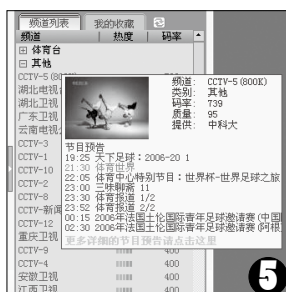 频道列表 我的收藏
频道 热度 码率
体育台
其他
CCTV-5 (800K)
湖北电视
湖北卫视
广东卫视
云南电视
CCTV-3
CCTV-1
CCTV-10
CCTV-2
CCTV-8
CCTV-新闻
CCTV-12
重庆卫视
CCTV-9 400
CCTV-4 400
安徽卫视 400
江西卫视 400
频道: CCTV-5 (800K)
类别: 其他
码率: 739
质量: 95
提供: 中科大
节目预告
19:25 天下足球:2006-20 1
21:30 体育世界
22:05 体育中心特别节目:世界杯-世界足球之旅
23:00 三味聊斋 11
23:30 体育报道 1/2
23:52 体育报道 2/2
00:15 2006年法国土伦国际青年足球邀请赛(中国
02:30 2006年法国土伦国际青年足球邀请赛(阿根
更多详细的节目预告请点击这里
5